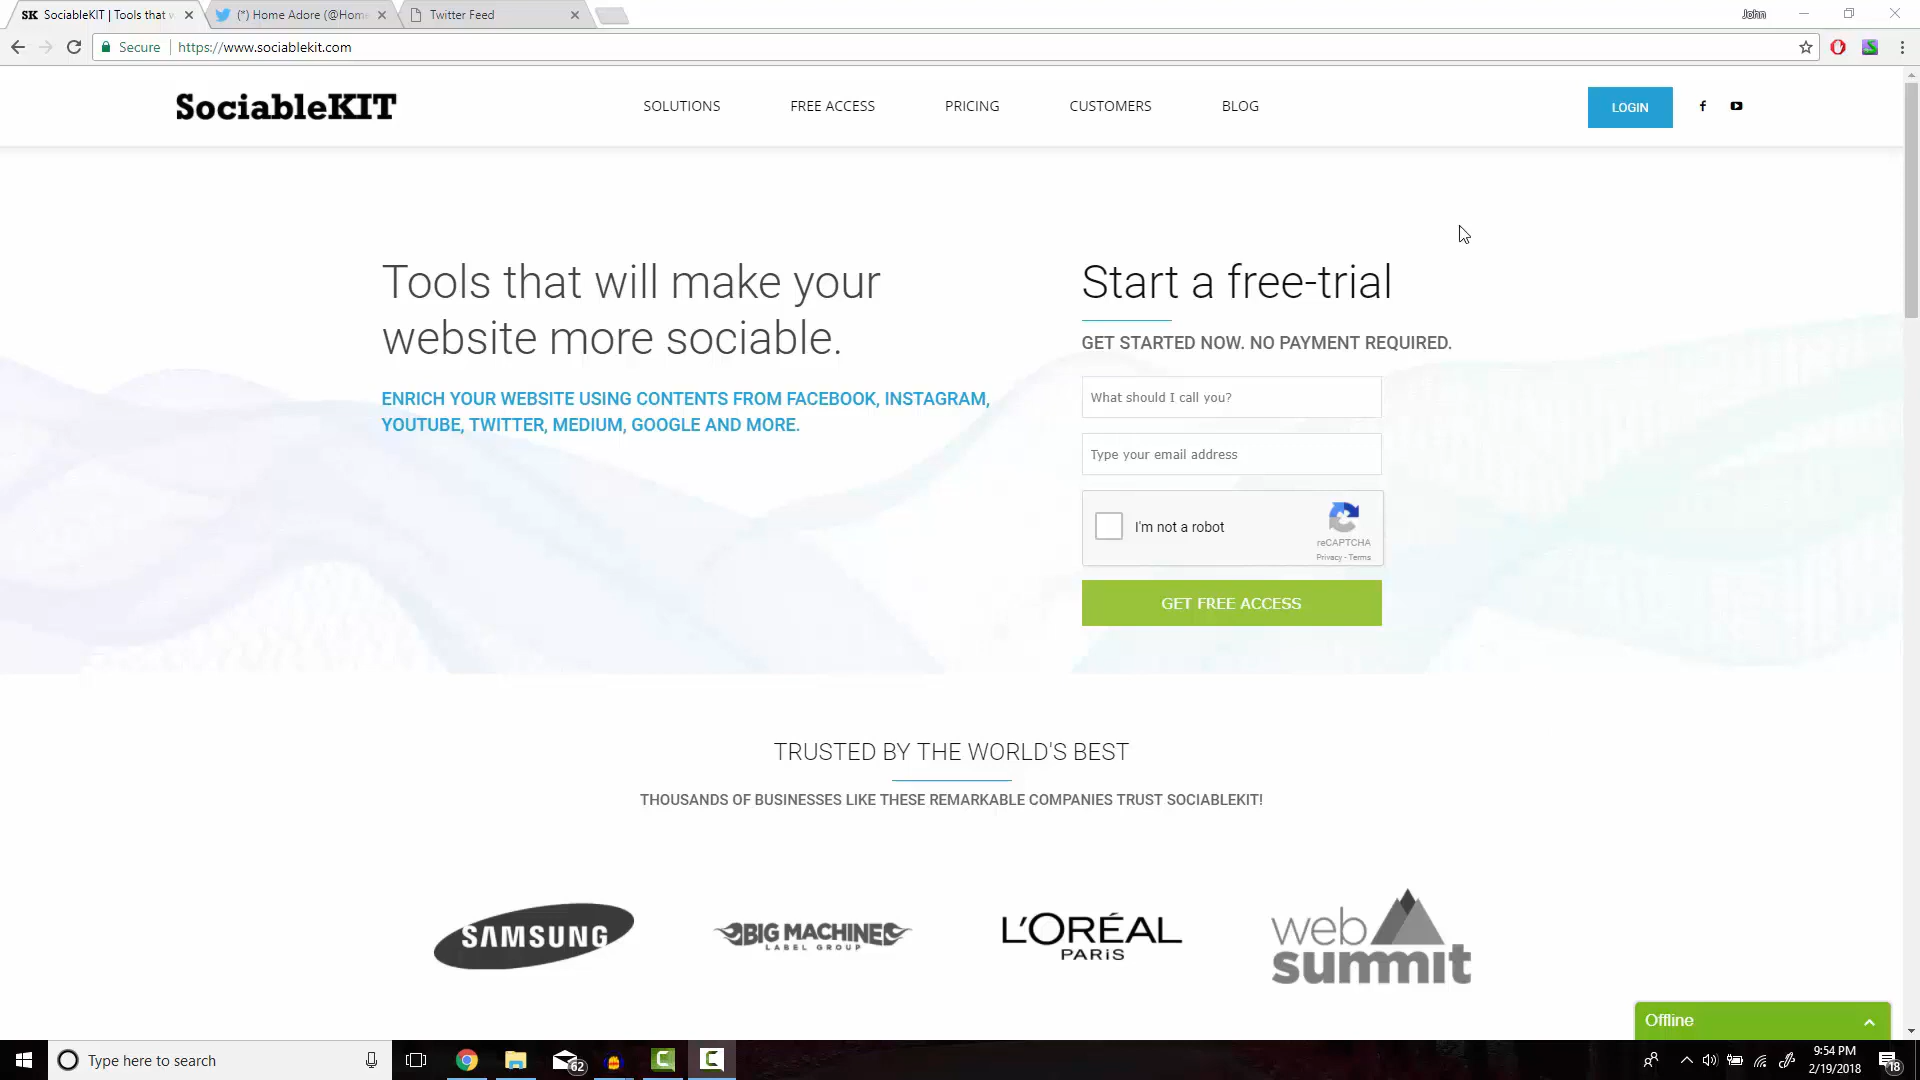 SK SociableKIT | Tools that w
(*) Home Adore (@Home
Twitter Feed
John
Secure
https://www.sociablekit.com
SociableKIT
SOLUTIONS
FREE ACCESS
PRICING
CUSTOMERS
BLOG
LOGIN
Tools that will make your
website more sociable.
ENRICH YOUR WEBSITE USING CONTENTS FROM FACEBOOK, INSTAGRAM,
YOUTUBE, TWITTER, MEDIUM, GOOGLE AND MORE.
Start a free-trial
GET STARTED NOW. NO PAYMENT REQUIRED.
What should I call you?
Type your email address
I'm not a robot
reCAPTCHA
Privacy - Terms
GET FREE ACCESS
TRUSTED BY THE WORLD'S BEST
THOUSANDS OF BUSINESSES LIKE THESE REMARKABLE COMPANIES TRUST SOCIABLEKIT!
SAMSUNG
BIG MACHINE
LABEL GROUP
L'ORÉAL
PARiS
web
summit
Offline
Type here to search
62
9:54 PM
2/19/2018
18